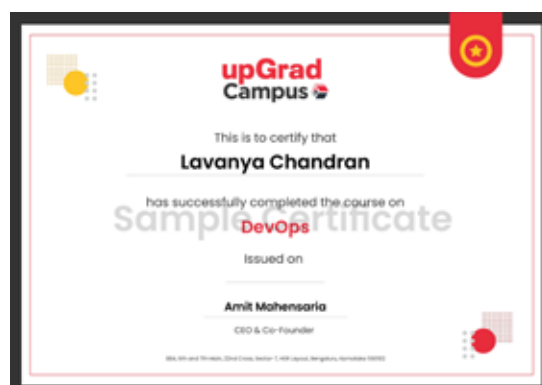 upGrad
Campus
This is to certify that
Lavanya Chandran
has successfully completed the course on
Sample Certificate
DevOps
Issued on
Amit Mahensaria
CEO & Co-Founder